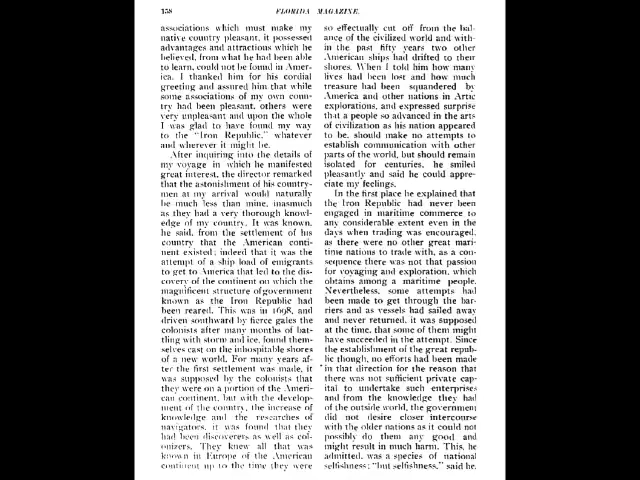 158 FLORIDA MAGAZINE.
associations which must make my
native country pleasant, it possessed
advantages and attractions which he
believed, from what he had been able
to learn, could not be found in Amer-
ica. I thanked him for his cordial
greeting and assured him that while
some associations of my own coun-
try had been pleasant, others were
very unpleasant and upon the whole
I was glad to have found my way
to the "Iron Republic," whatever
and wherever it might be.
After inquiring into the details of
my voyage in which he manifested
great interest, the director remarked
that the astonishment of his country-
men at my arrival would naturally
be much less than mine, inasmuch
as they had a very thorough knowl-
edge of my country. It was known,
he said, from the settlement of his
country that the American conti-
nent existed; indeed that it was the
attempt of a ship load of emigrants
to get to America that led to the dis-
covery of the continent on which the
magnificent structure of government
known as the Iron Republic had
been reared. This was in 1698, and
driven southward by fierce gales the
colonists after many months of bat-
tling with storm and ice, found them-
selves cast on the inhospitable shores
of a new world. For many years af-
ter the first settlement was made, it
was supposed by the colonists that
they were on a portion of the Ameri-
can continent, but with the develop-
ment of the country, the increase of
knowledge and the researches of
navigators, it was found that they
had been discoverers as well as col-
onizers. They knew all that was
known in Europe of the American
continent up to the time they were
so effectually cut off from the bal-
ance of the civilized world and with-
in the past fifty years two other
American ships had drifted to their
shores. When I told him how many
lives had been lost and how much
treasure had been squandered by
America and other nations in Artic
explorations, and expressed surprise
that a people so advanced in the arts
of civilization as his nation appeared
to be, should make no attempts to
establish communication with other
parts of the world, but should remain
isolated for centuries, he smiled
pleasantly and said he could appre-
ciate my feelings.
In the first place he explained that
the Iron Republic had never been
engaged in maritime commerce to
any considerable extent even in the
days when trading was encouraged,
as there were no other great mari-
time nations to trade with, as a con-
sequence there was not that passion
for voyaging and exploration, which
obtains among a maritime people.
Nevertheless, some attempts had
been made to get through the bar-
riers and as vessels had sailed away
and never returned, it was supposed
at the time, that some of them might
have succeeded in the attempt. Since
the establishment of the great repub-
lic though, no efforts had been made
in that direction for the reason that
there was not sufficient private cap-
ital to undertake such enterprises
and from the knowledge they had
of the outside world, the government
did not desire closer intercourse
with the older nations as it could not
possibly do them any good and
might result in much harm. This, he
admitted, was a species of national
selfishness; "but selfishness," said he,